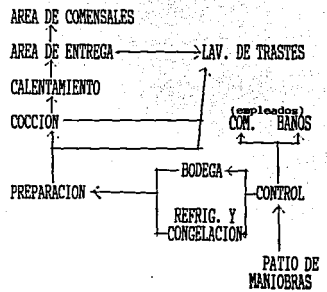 AREA DE COMENSALES
AREA DE ENTREGA LAV. DE TRASTES
CALENTAMIENTO
COCCION
(empleados)
COM. BAÑOS
BODEGA
PREPARACION CONTROL
REFRIG. Y
CONGELACION
PATIO DE
MANIOBRAS